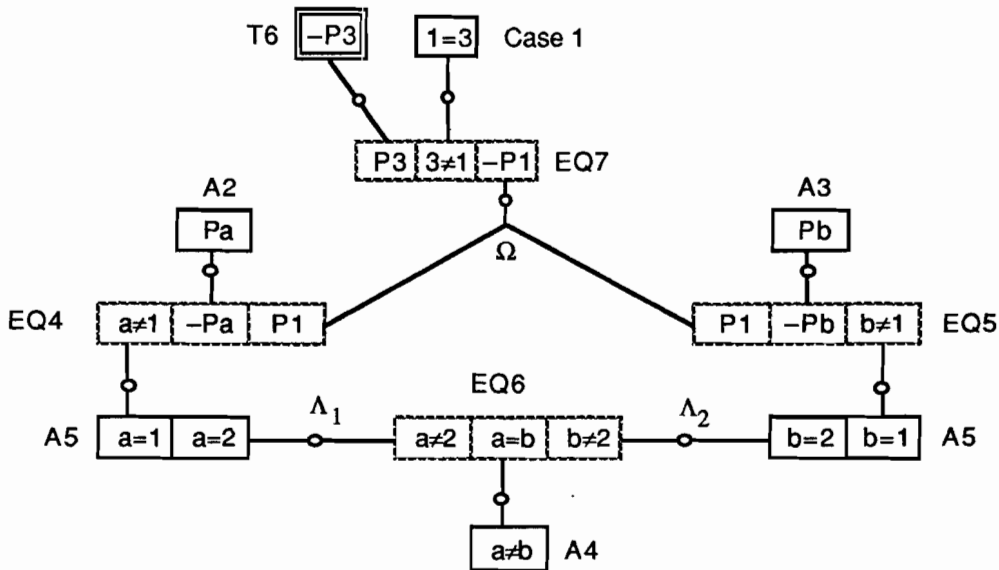 T6 –P3 1=3 Case 1
P3 3≠1 –P1 EQ7
A2 A3
Pa Pb
Ω
EQ4 a≠1 –Pa P1 P1 –Pb b≠1 EQ5
EQ6
Λ1 Λ2
A5 a=1 a=2 a≠2 a=b b≠2 b=2 b=1 A5
a≠b A4